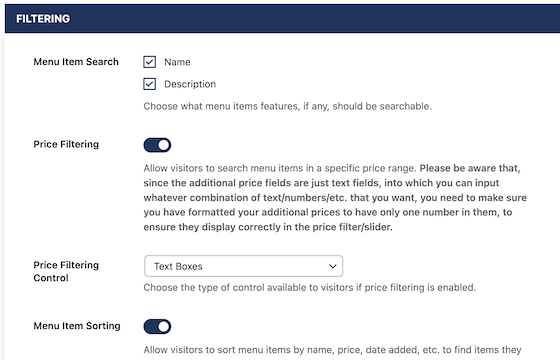 FILTERING
Menu Item Search
Name
Description
Choose what menu items features, if any, should be searchable.
Price Filtering
Allow visitors to search menu items in a specific price range. Please be aware that,
since the additional price fields are just text fields, into which you can input
whatever combination of text/numbers/etc. that you want, you need to make sure
you have formatted your additional prices to have only one number in them, to
ensure they display correctly in the price filter/slider.
Price Filtering
Control
Text Boxes
Choose the type of control available to visitors if price filtering is enabled.
Menu Item Sorting
Allow visitors to sort menu items by name, price, date added, etc. to find items they